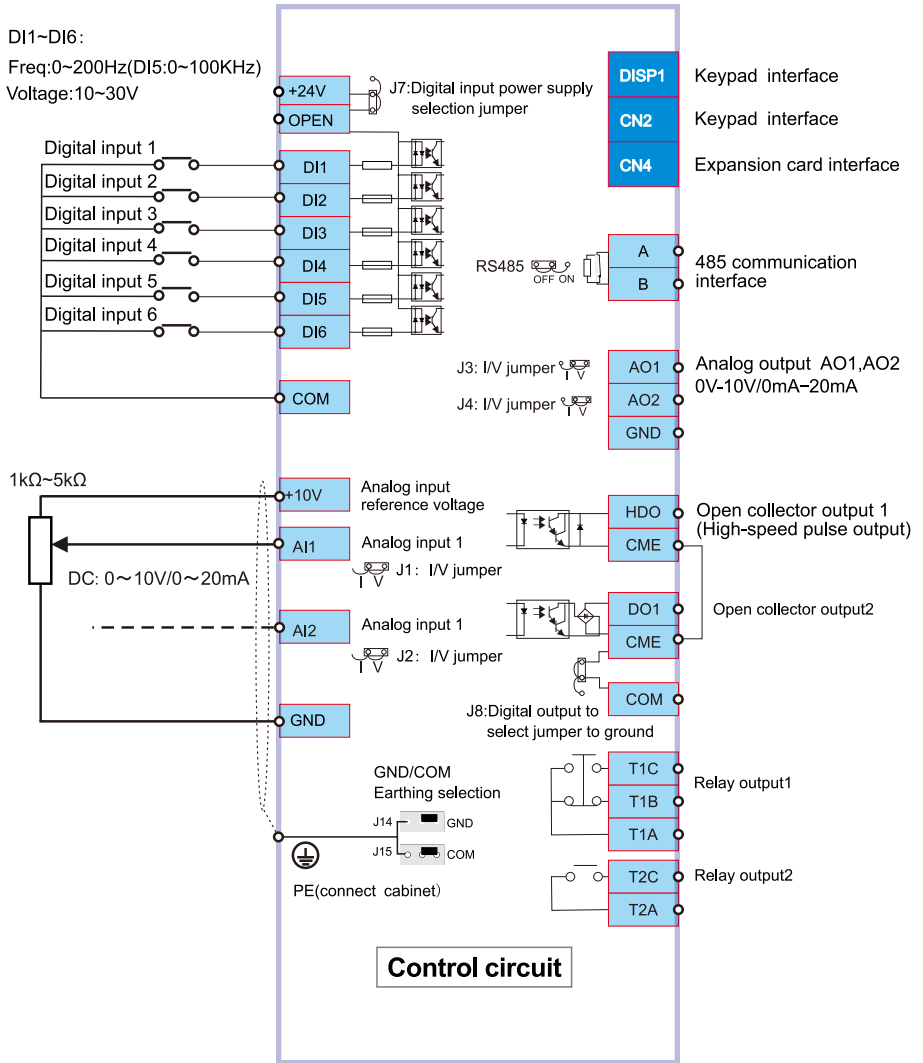 DI1~DI6:
Freq:0~200Hz(DI5:0~100KHz)
Voltage:10~30V
+24V
OPEN
J7:Digital input power supply
selection jumper
Digital input 1
DI1
Digital input 2
DI2
Digital input 3
DI3
Digital input 4
DI4
Digital input 5
DI5
Digital input 6
DI6
COM
1kΩ~5kΩ
+10V
Analog input
reference voltage
AI1
Analog input 1
I V
J1: I/V jumper
DC: 0~10V/0~20mA
AI2
Analog input 1
I V
J2: I/V jumper
GND
GND/COM
Earthing selection
J14
GND
J15
COM
PE(connect cabinet)
DISP1
Keypad interface
CN2
Keypad interface
CN4
Expansion card interface
RS485
OFF ON
A
B
485 communication
interface
J3: I/V jumper
I V
AO1
Analog output AO1,AO2
0V-10V/0mA-20mA
J4: I/V jumper
I V
AO2
GND
HDO
Open collector output 1
(High-speed pulse output)
CME
DO1
Open collector output2
CME
COM
J8:Digital output to
select jumper to ground
T1C
Relay output1
T1B
T1A
T2C
Relay output2
T2A
Control circuit